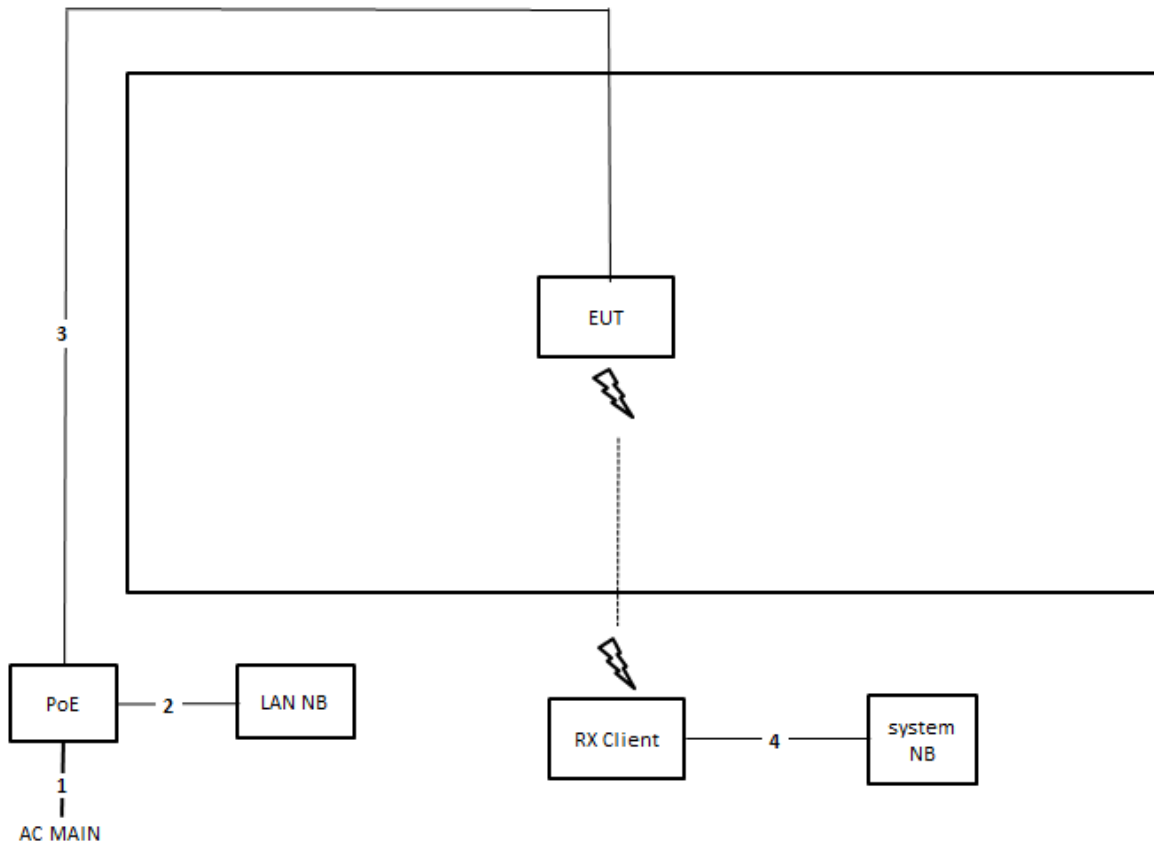 3
EUT
PoE
2
LAN NB
RX Client
4
system
NB
1
AC MAIN